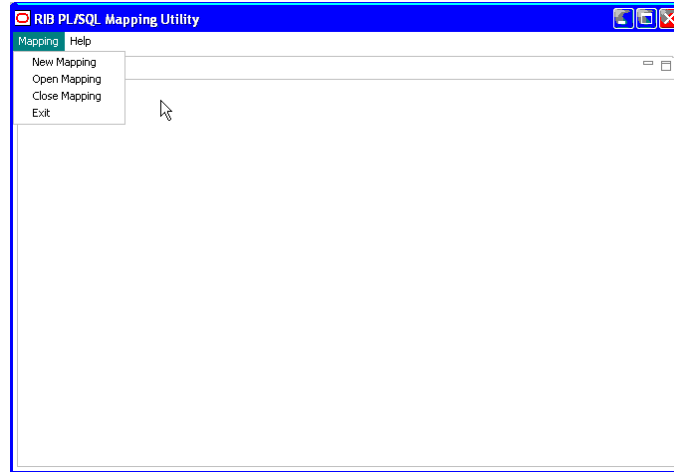 RIB PL/SQL Mapping Utility
Mapping Help
New Mapping
Open Mapping
Close Mapping
Exit